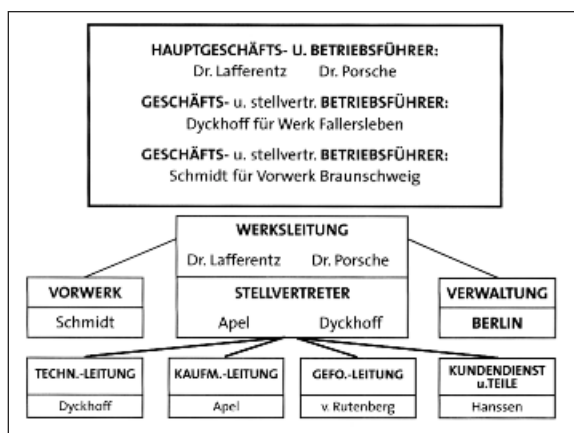 HAUPTGESCHÄFTS- U. BETRIEBSFÜHRER:
Dr. Lafferentz Dr. Porsche
GESCHÄFTS- u. stellvertr. BETRIEBSFÜHRER:
Dyckhoff für Werk Fallersleben
GESCHÄFTS- u. stellvertr. BETRIEBSFÜHRER:
Schmidt für Vorwerk Braunschweig
WERKSLEITUNG
Dr. Lafferentz Dr. Porsche
STELLVERTRETER
Apel Dyckhoff
VORWERK
Schmidt
VERWALTUNG
BERLIN
TECHN.-LEITUNG
Dyckhoff
KAUFM.-LEITUNG
Apel
GEFO.-LEITUNG
v. Rutenberg
KUNDENDIENST
u.TEILE
Hanssen